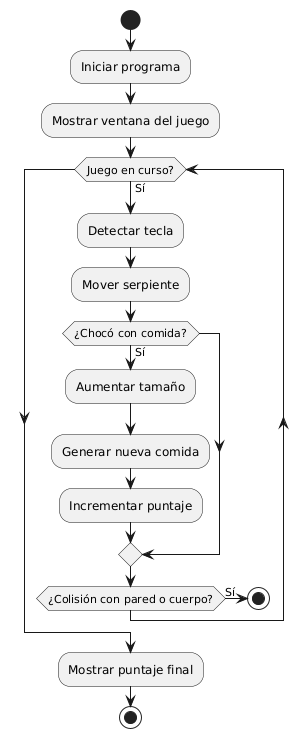 Iniciar programa
Mostrar ventana del juego
Juego en curso?
Sí
Detectar tecla
Mover serpiente
¿Chocó con comida?
Sí
Aumentar tamaño
Generar nueva comida
Incrementar puntaje
¿Colisión con pared o cuerpo?
Sí
Mostrar puntaje final